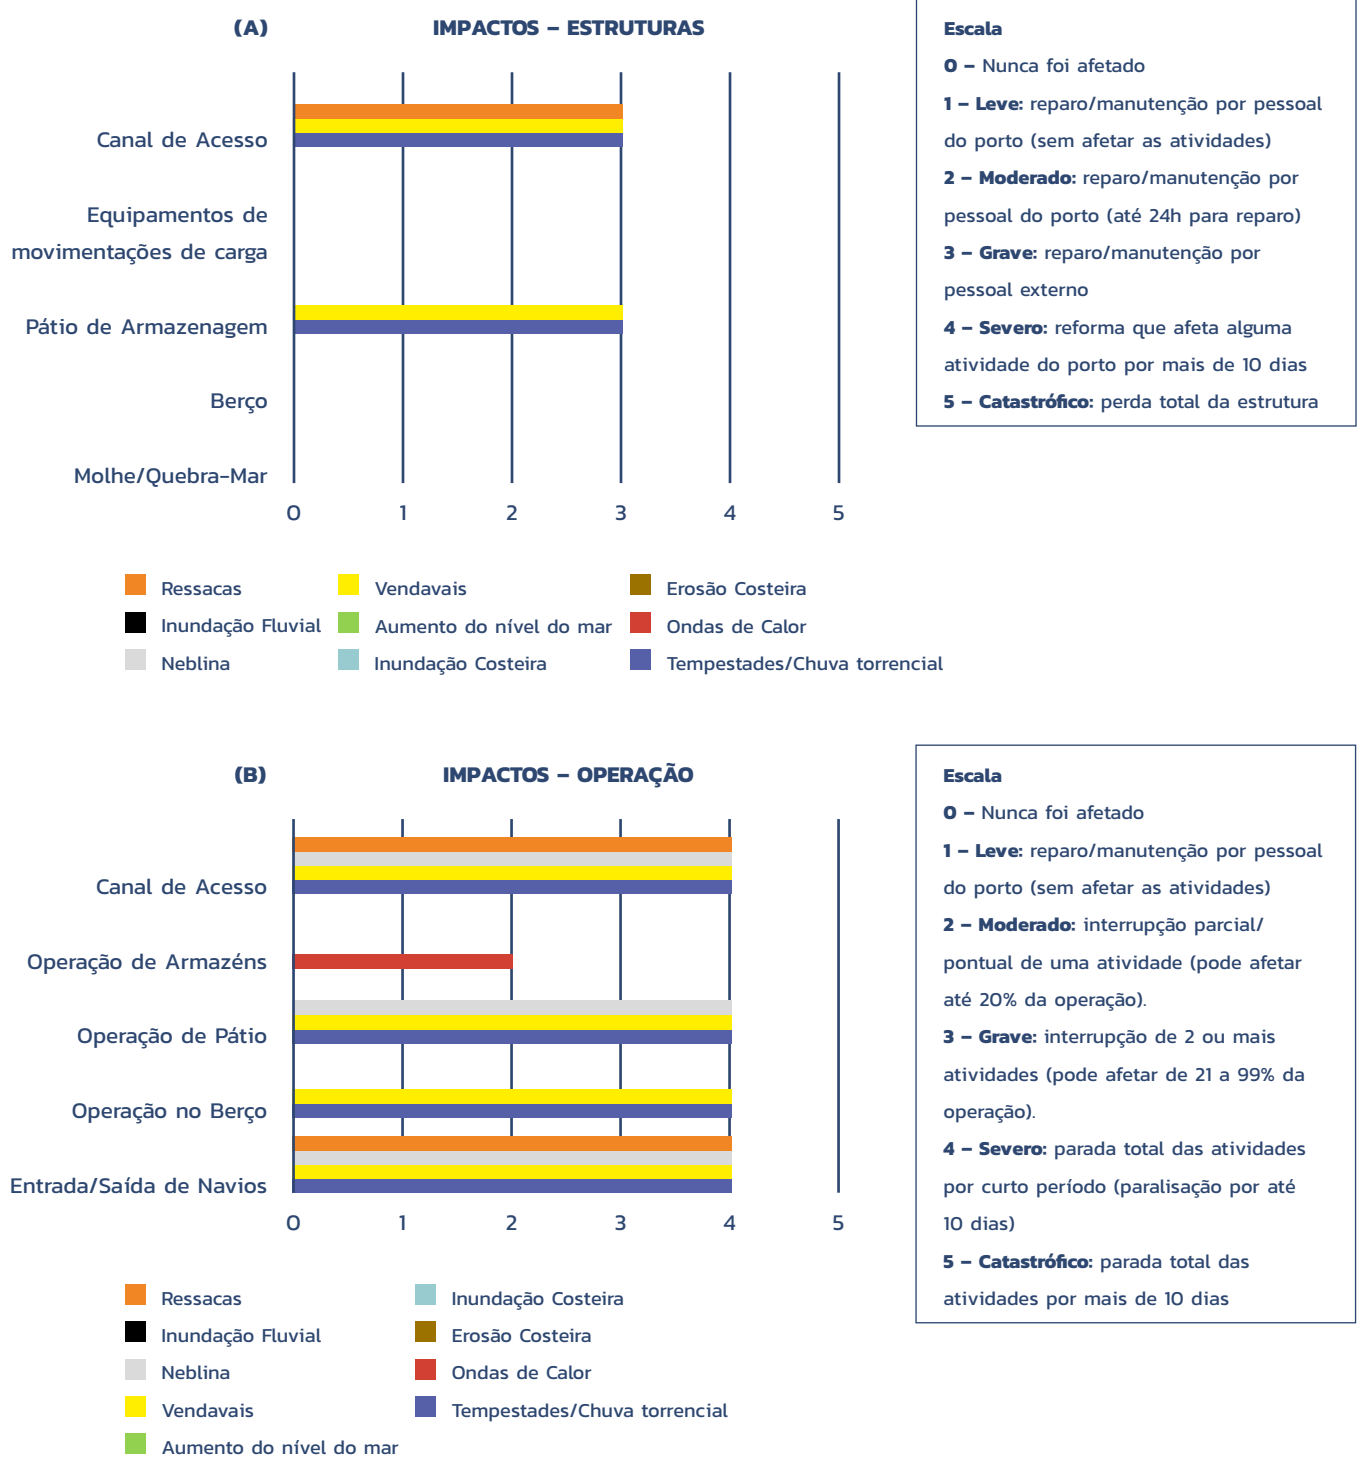 (A)
IMPACTOS – ESTRUTURAS
Canal de Acesso
Equipamentos de
movimentações de carga
Pátio de Armazenagem
Berço
Molhe/Quebra-Mar
0 1 2 3 4 5
Ressacas
Vendavais
Erosão Costeira
Inundação Fluvial
Aumento do nível do mar
Ondas de Calor
Neblina
Inundação Costeira
Tempestades/Chuva torrencial
Escala
0 – Nunca foi afetado
1 – Leve: reparo/manutenção por pessoal
do porto (sem afetar as atividades)
2 – Moderado: reparo/manutenção por
pessoal do porto (até 24h para reparo)
3 – Grave: reparo/manutenção por
pessoal externo
4 – Severo: reforma que afeta alguma
atividade do porto por mais de 10 dias
5 – Catastrófico: perda total da estrutura
(B)
IMPACTOS – OPERAÇÃO
Canal de Acesso
Operação de Armazéns
Operação de Pátio
Operação no Berço
Entrada/Saída de Navios
0 1 2 3 4 5
Ressacas
Inundação Fluvial
Neblina
Vendavais
Aumento do nível do mar
Inundação Costeira
Erosão Costeira
Ondas de Calor
Tempestades/Chuva torrencial
Escala
0 – Nunca foi afetado
1 – Leve: reparo/manutenção por pessoal
do porto (sem afetar as atividades)
2 – Moderado: interrupção parcial/
pontual de uma atividade (pode afetar
até 20% da operação).
3 – Grave: interrupção de 2 ou mais
atividades (pode afetar de 21 a 99% da
operação).
4 – Severo: parada total das atividades
por curto período (paralisação por até
10 dias)
5 – Catastrófico: parada total das
atividades por mais de 10 dias